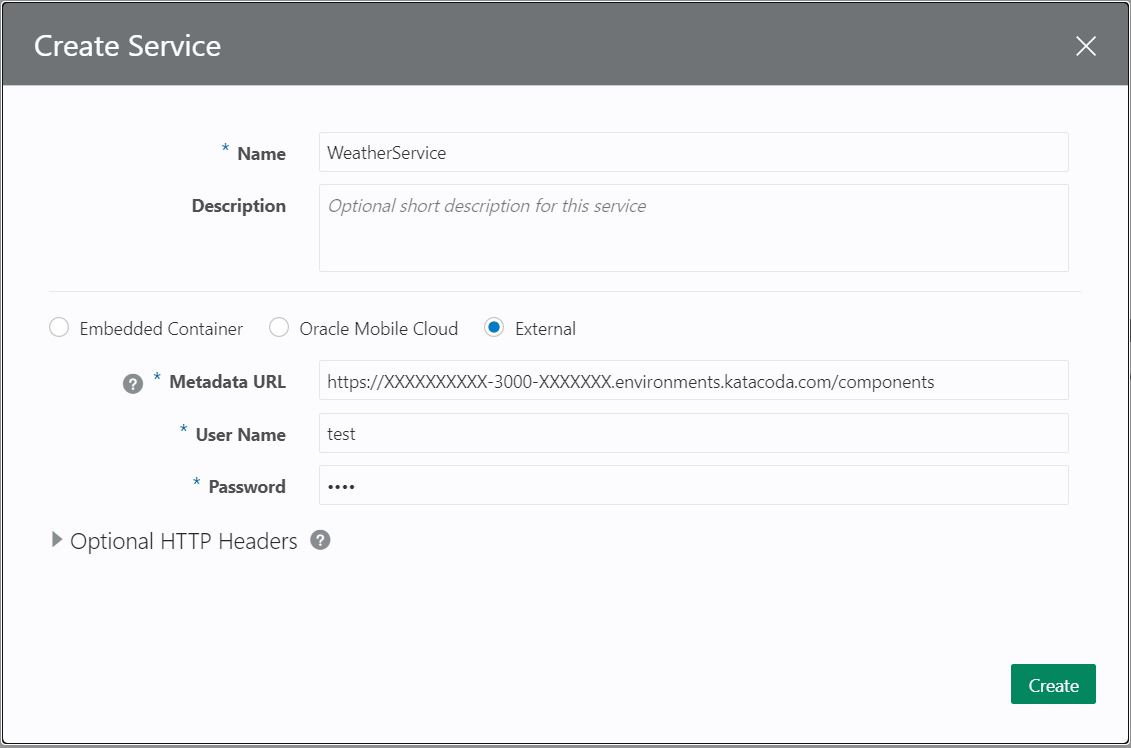 Create Service
* Name WeatherService
Description Optional short description for this service
Embedded Container Oracle Mobile Cloud External
? * Metadata URL https://XXXXXXXXXX-3000-XXXXXXX.environments.katacoda.com/components
* User Name test
* Password ••••
Optional HTTP Headers ?
Create